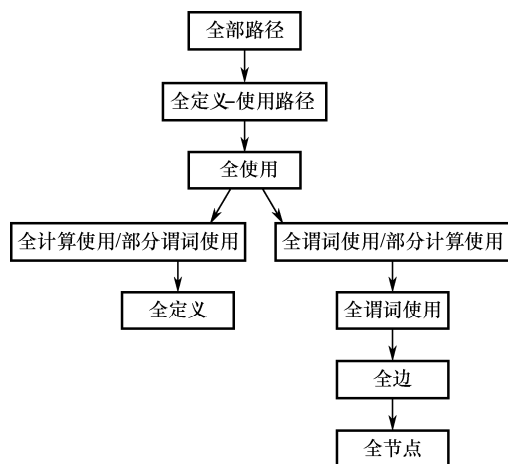 全部路径
全定义-使用路径
全使用
全计算使用/部分谓词使用
全谓词使用/部分计算使用
全定义
全谓词使用
全边
全节点